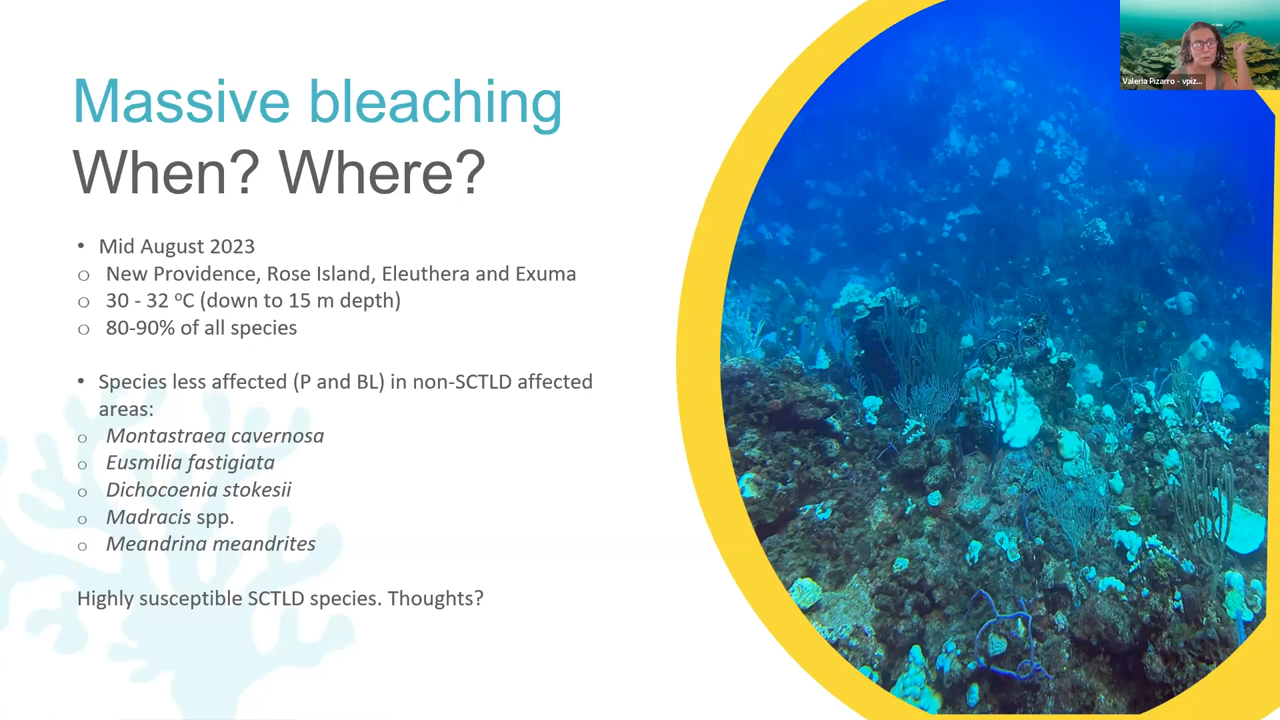 Massive bleaching
When? Where?
• Mid August 2023
o New Providence, Rose Island, Eleuthera and Exuma
o 30 - 32 ºC (down to 15 m depth)
o 80-90% of all species
• Species less affected (P and BL) in non-SCTLD affected
areas:
o Montastraea cavernosa
o Eusmilia fastigiata
o Dichocoenia stokesii
o Madracis spp.
o Meandrina meandrites
Highly susceptible SCTLD species. Thoughts?
Valeria Pizarro - vpiz...